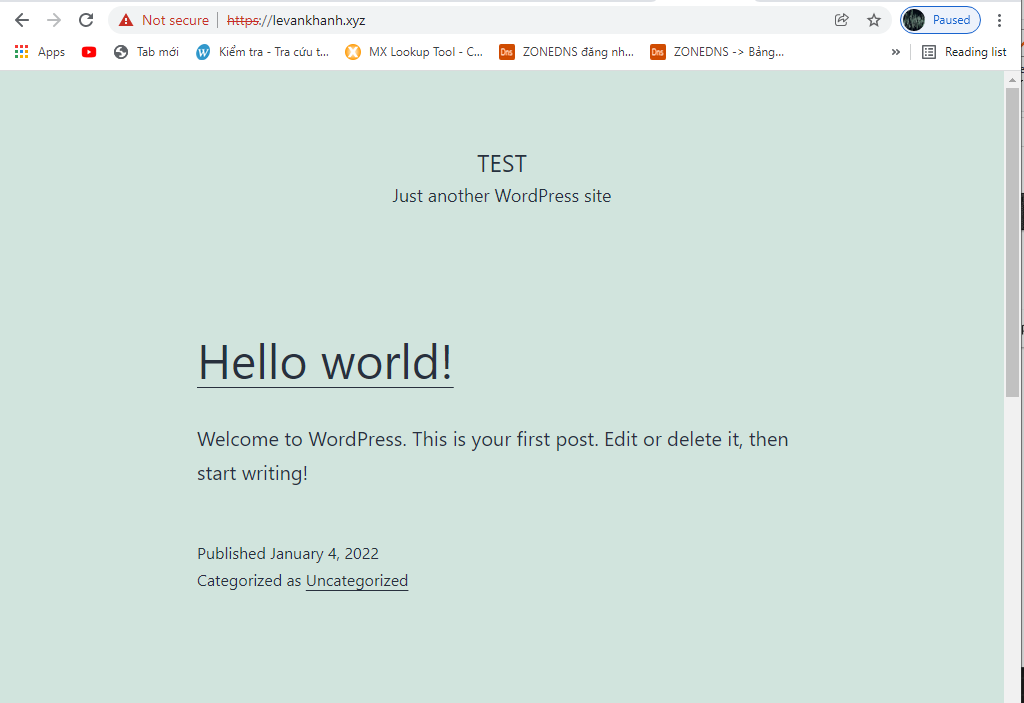 Not secure https://levankhanh.xyz Paused
Apps Tab mới Kiểm tra - Tra cứu t... MX Lookup Tool - C... Dns ZONEDNS đăng nh... Dns ZONEDNS -> Bảng... » Reading list
TEST
Just another WordPress site
Hello world!
Welcome to WordPress. This is your first post. Edit or delete it, then
start writing!
Published January 4, 2022
Categorized as Uncategorized